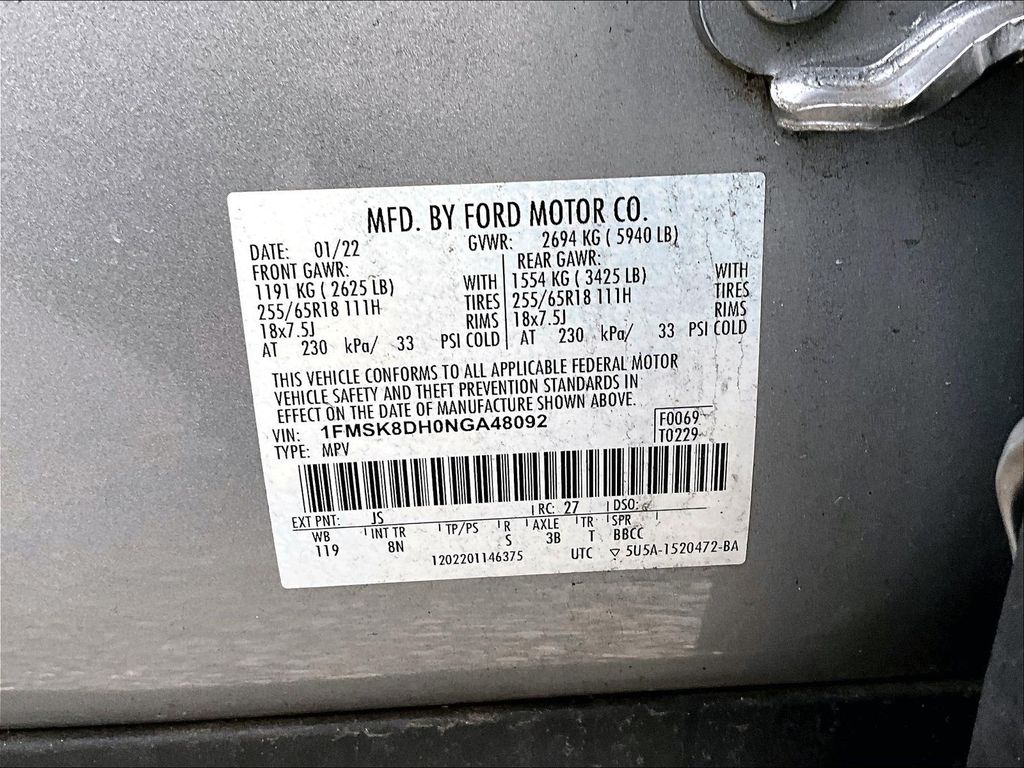 MFD. BY FORD MOTOR CO.
DATE: 01/22 GVWR: 2694 KG ( 5940 LB)
FRONT GAWR: REAR GAWR:
1191 KG ( 2625 LB) WITH 1554 KG ( 3425 LB) WITH
255/65R18 111H TIRES 255/65R18 111H TIRES
18x7.5J RIMS 18x7.5J RIMS
AT 230 kPa/ 33 PSI COLD AT 230 kPa/ 33 PSI COLD
THIS VEHICLE CONFORMS TO ALL APPLICABLE FEDERAL MOTOR
VEHICLE SAFETY AND THEFT PREVENTION STANDARDS IN
EFFECT ON THE DATE OF MANUFACTURE SHOWN ABOVE.
VIN: 1FMSK8DH0NGA48092 F0069
TYPE: MPV T0229
EXT PNT: JS RC: 27 DSO:
WB INT TR TP/PS R AXLE TR SPR
119 8N S 3B T BBCC
1202201146375 UTC ▽ 5U5A-1520472-BA